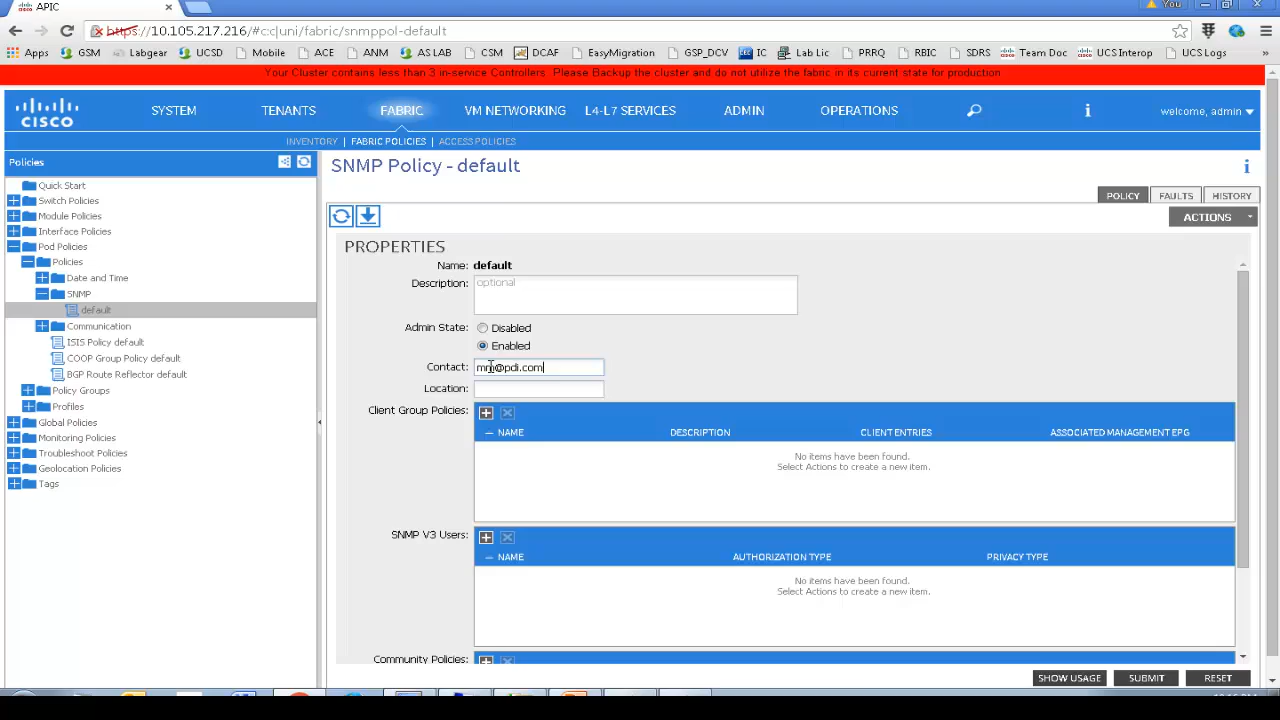 APIC
You
https://10.105.217.216/#c:c|uni/fabric/snmppol-default
Apps GSM Labgear UCSD Mobile ACE ANM AS LAB CSM DCAF EasyMigration GSP_DCV IC Lab Lic PRRQ RBIC SDRS Team Doc UCS Interop UCS Logs »
Your Cluster contains less than 3 in-service Controllers. Please Backup the cluster and do not utilize the fabric in its current state for production
CISCO SYSTEM TENANTS FABRIC VM NETWORKING L4-L7 SERVICES ADMIN OPERATIONS i welcome, admin
INVENTORY | FABRIC POLICIES | ACCESS POLICIES
Policies
Quick Start
Switch Policies
Module Policies
Interface Policies
Pod Policies
Policies
Date and Time
SNMP
default
Communication
ISIS Policy default
COOP Group Policy default
BGP Route Reflector default
Policy Groups
Profiles
Global Policies
Monitoring Policies
Troubleshoot Policies
Geolocation Policies
Tags
SNMP Policy - default
i
POLICY FAULTS HISTORY
ACTIONS
PROPERTIES
Name: default
Description: optional
Admin State: Disabled
Enabled
Contact: @pdi.com
Location:
Client Group Policies:
NAME DESCRIPTION CLIENT ENTRIES ASSOCIATED MANAGEMENT EPG
No items have been found.
Select Actions to create a new item.
SNMP V3 Users:
NAME AUTHORIZATION TYPE PRIVACY TYPE
No items have been found.
Select Actions to create a new item.
Community Policies:
SHOW USAGE SUBMIT RESET